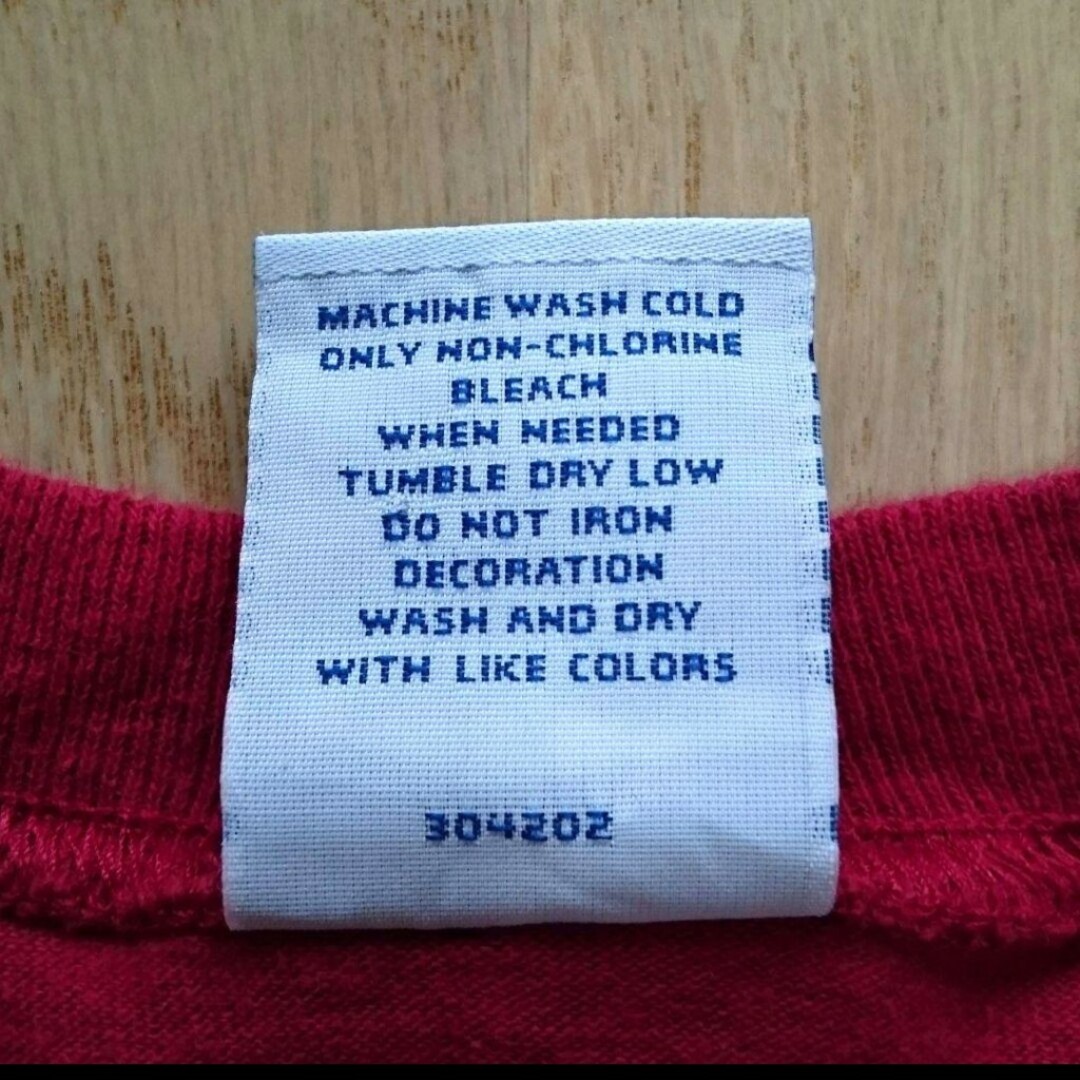 MACHINE WASH COLD
ONLY NON-CHLORINE
BLEACH
WHEN NEEDED
TUMBLE DRY LOW
DO NOT IRON
DECORATION
WASH AND DRY
WITH LIKE COLORS
304202